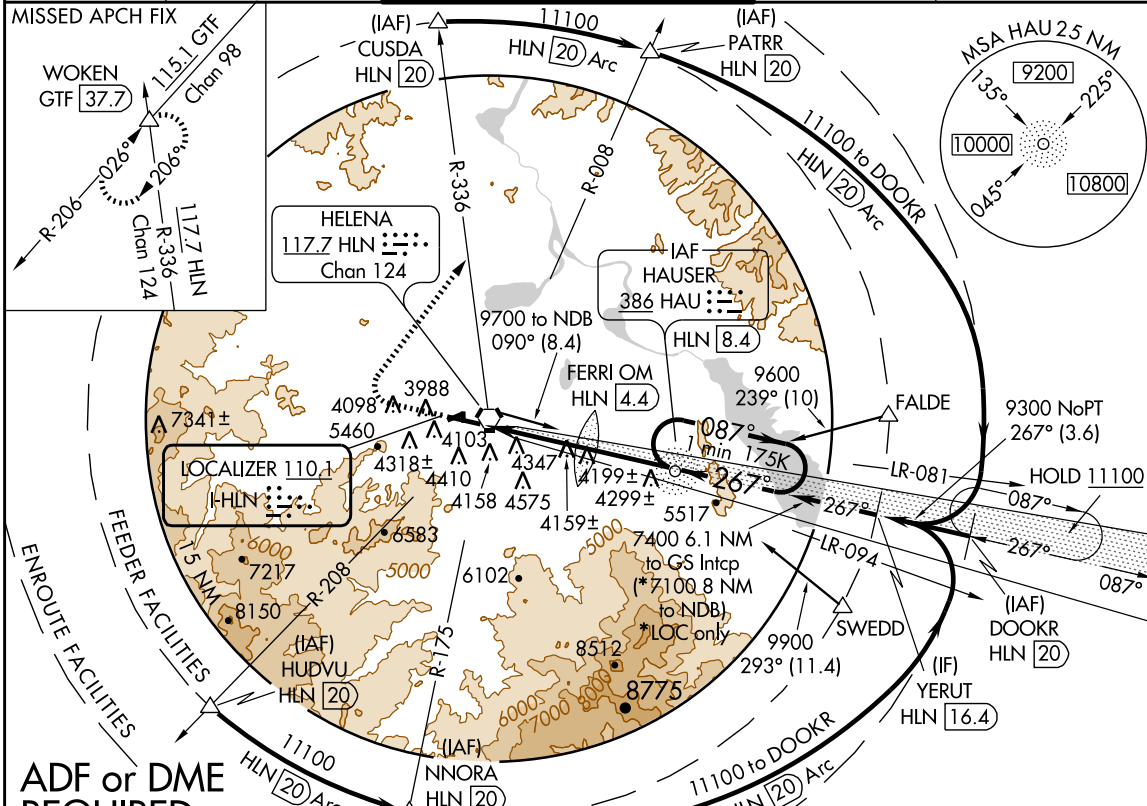 MISSED APCH FIX
WOKEN
GTF 37.7
115.1 GTF
Chan 98
026°
206°
R-206
R-336
117.7 HLN
Chan 124
(IAF)
CUSDA
HLN 20
11100
HLN 20 Arc
(IAF)
PATRR
HLN 20
11100 to DOOKR
HLN 20 Arc
MSA HAU 25 NM
135°
9200
225°
10000
045°
10800
R-336
R-008
HELENA
117.7 HLN
Chan 124
IAF
HAUSER
386 HAU
HLN 8.4
9700 to NDB
090° (8.4)
FERRI OM
HLN 4.4
9600
239° (10)
FALDE
9300 NoPT
267° (3.6)
HOLD 11100
087°
267°
087°
LR-081
LR-094
087°
1 min 175K
267°
267°
7341±
4098
3988
5460
4318±
4103
4410
4158
4347
4575
4159±
4199±
4299±
5517
LOCALIZER 110.1
I-HLN
6583
6000
5000
7217
15 NM
8150
R-208
R-175
6102
5000
7400 6.1 NM
to GS Intcp
(*7100 8 NM
to NDB)
*LOC only
8512
8775
6000
7000
8000
9900
293° (11.4)
SWEDD
(IF)
YERUT
HLN 16.4
(IAF)
DOOKR
HLN 20
FEEDER FACILITIES
ENROUTE FACILITIES
(IAF)
HUDVU
HLN 20
11100
HLN 20 Arc
(IAF)
NNORA
HLN 20
11100 to DOOKR
HLN 20 Arc
ADF or DME
REQUIRED